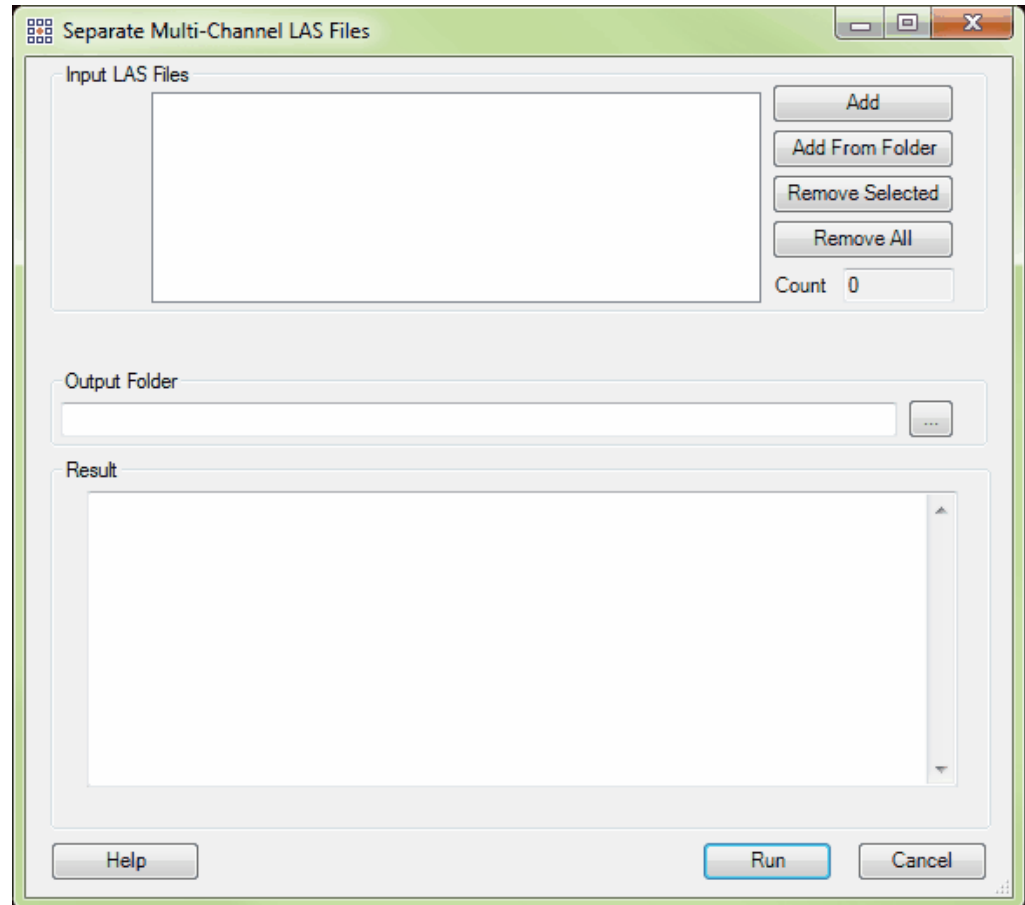 Separate Multi-Channel LAS Files
Input LAS Files
Add
Add From Folder
Remove Selected
Remove All
Count 0
Output Folder
...
Result
Help Run Cancel